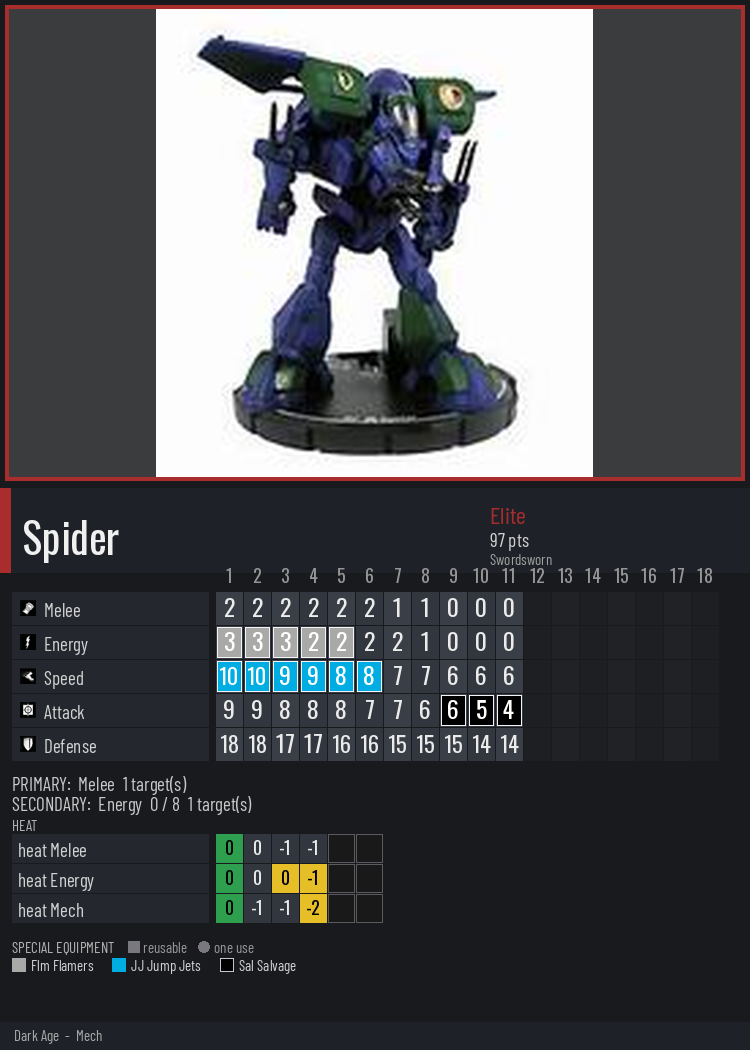 Spider
Elite
97 pts
Swordsworn
1 2 3 4 5 6 7 8 9 10 11 12 13 14 15 16 17 18
Melee 2 2 2 2 2 2 1 1 0 0 0
Energy 3 3 3 2 2 2 2 1 0 0 0
Speed 10 10 9 9 8 8 7 7 6 6 6
Attack 9 9 8 8 8 7 7 6 6 5 4
Defense 18 18 17 17 16 16 15 15 15 14 14
PRIMARY: Melee 1 target(s)
SECONDARY: Energy 0 / 8 1 target(s)
HEAT
heat Melee 0 0 -1 -1
heat Energy 0 0 0 -1
heat Mech 0 -1 -1 -2
SPECIAL EQUIPMENT reusable one use
Flm Flamers JJ Jump Jets Sal Salvage
Dark Age - Mech